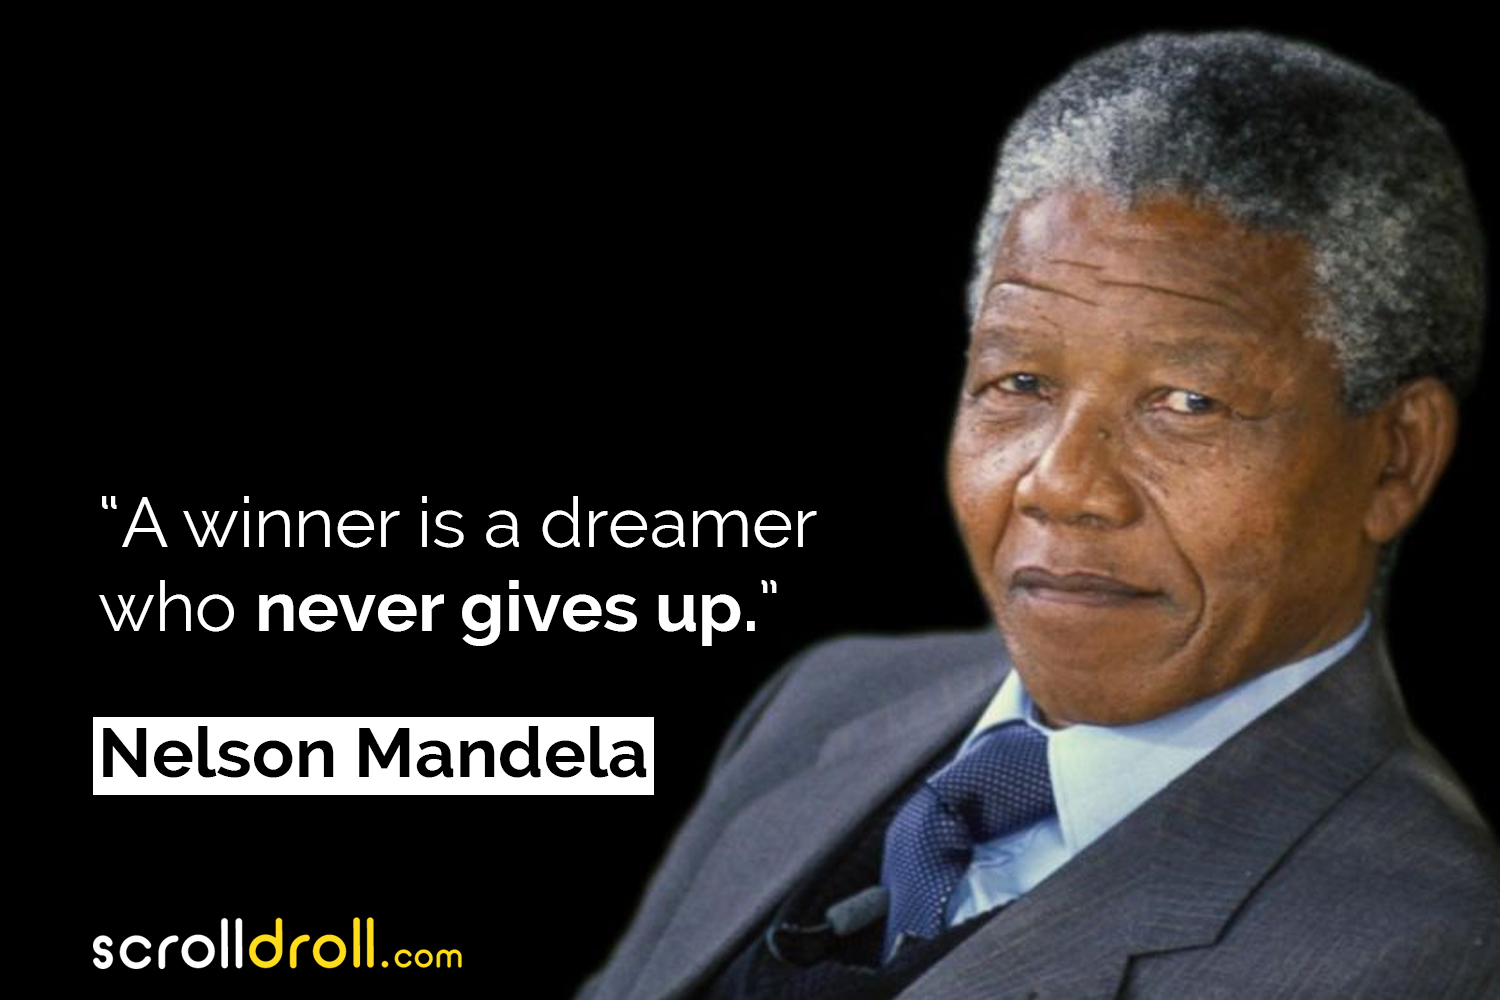 “A winner is a dreamer
who never gives up.”
Nelson Mandela
scrolldroll.com